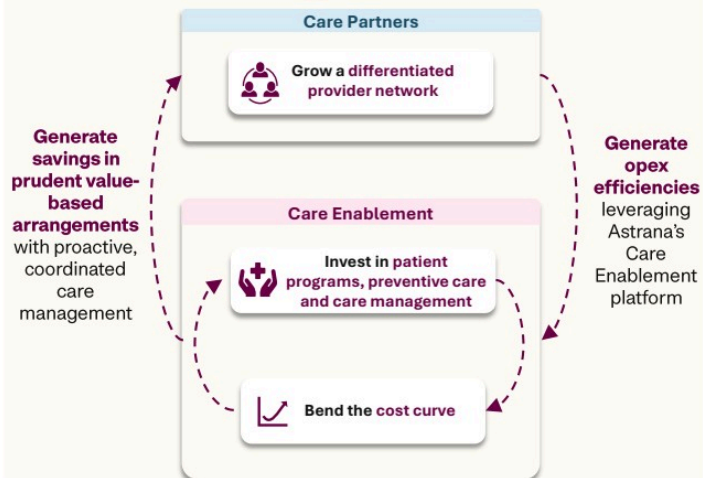 Care Partners
Grow a differentiated
provider network
Generate
savings in
prudent value-
based
arrangements
with proactive,
coordinated
care
management
Generate
opex
efficiencies
leveraging
Astrana's
Care
Enablement
platform
Care Enablement
Invest in patient
programs, preventive care
and care management
Bend the cost curve